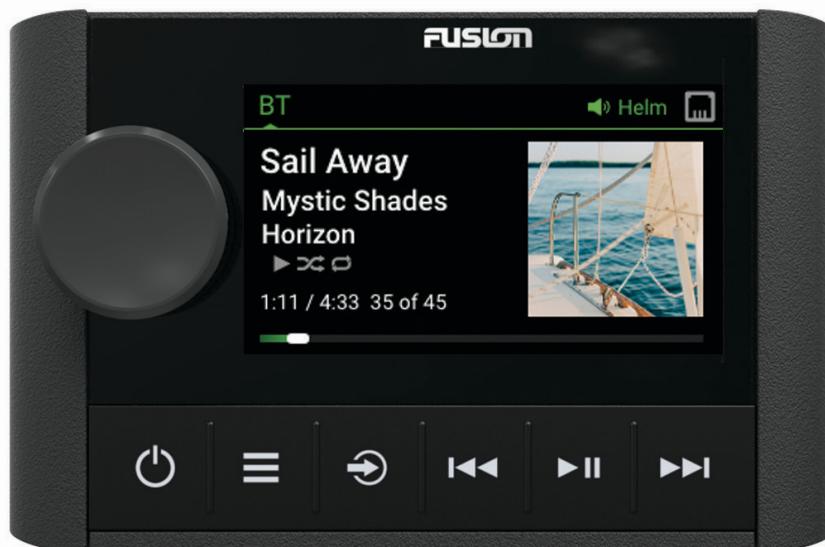 FUSION
BT
Helm
Sail Away
Mystic Shades
Horizon
1:11 / 4:33 35 of 45